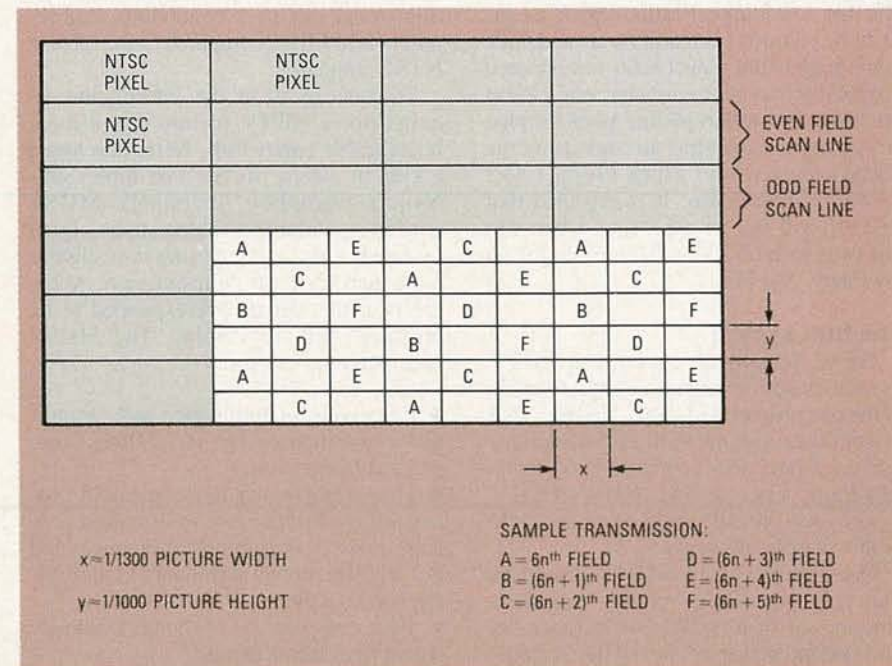 NTSC
PIXEL
NTSC
PIXEL
NTSC
PIXEL
EVEN FIELD
SCAN LINE
ODD FIELD
SCAN LINE
A E C A E
C A E C
B F D B F
D B F D
y
A E C A E
C A E C
x
x≈1/1300 PICTURE WIDTH
y≈1/1000 PICTURE HEIGHT
SAMPLE TRANSMISSION:
A = 6nth FIELD D = (6n + 3)th FIELD
B = (6n + 1)th FIELD E = (6n + 4)th FIELD
C = (6n + 2)th FIELD F = (6n + 5)th FIELD